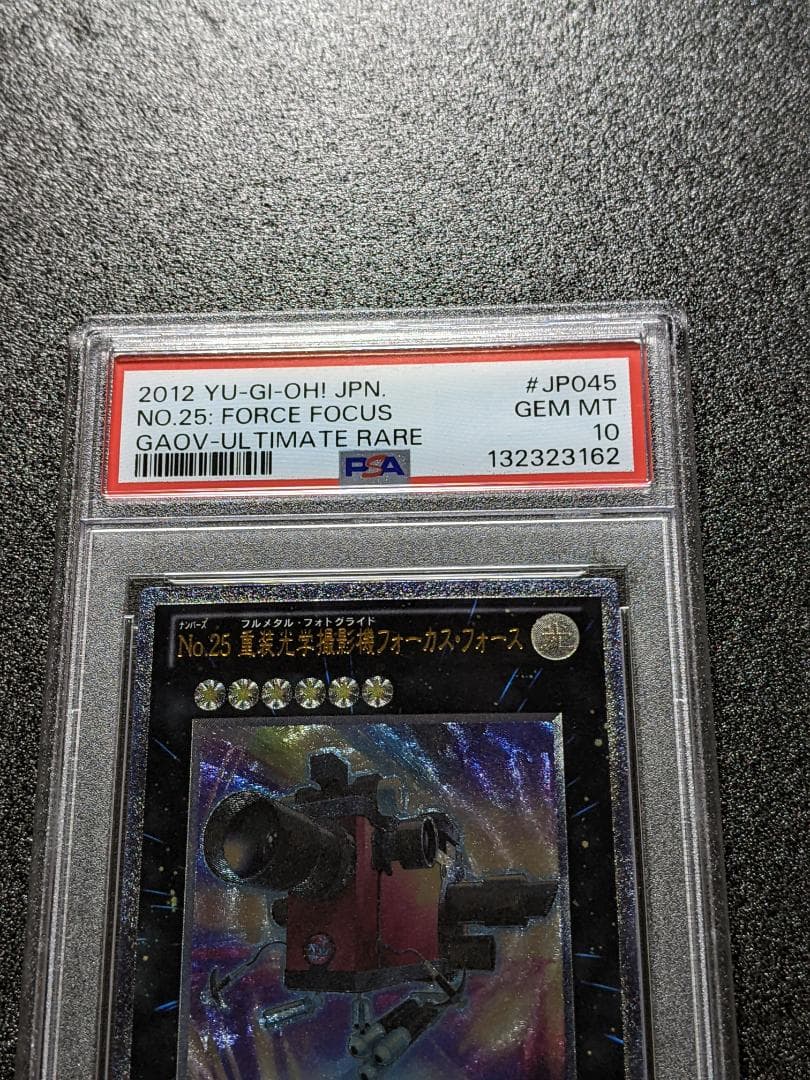 2012 YU-GI-OH! JPN. #JP045
NO.25: FORCE FOCUS GEM MT
GAOV-ULTIMATE RARE 10
PSA 132323162
ナンバーズ フルメタル・フォトグライド
No.25 重装光学撮影機フォーカス・フォース 光